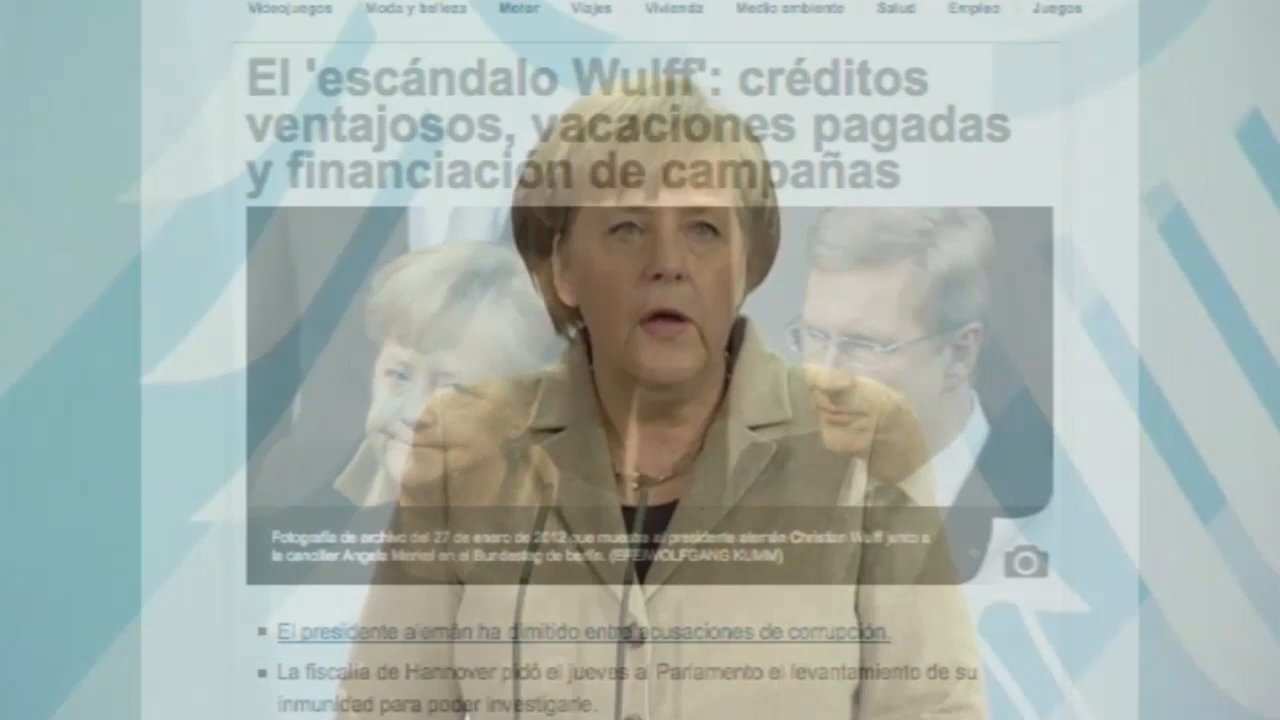 Videojuegos Moda y belleza Motor Viajes Vivienda Medio ambiente Salud Empleo Juegos
El 'escándalo Wulff': créditos
ventajosos, vacaciones pagadas
y financiación de campañas
Fotografía de archivo del 27 de enero de 2012 que muestra al presidente alemán Christian Wulff junto a
la canciller Angela Merkel en el Bundestag de berlín. (EFE/WOLFGANG KUMM)
El presidente alemán ha dimitido entre acusaciones de corrupción.
La fiscalía de Hannover pidó el jueves al Parlamento el levantamiento de su
inmunidad para poder investigarle.